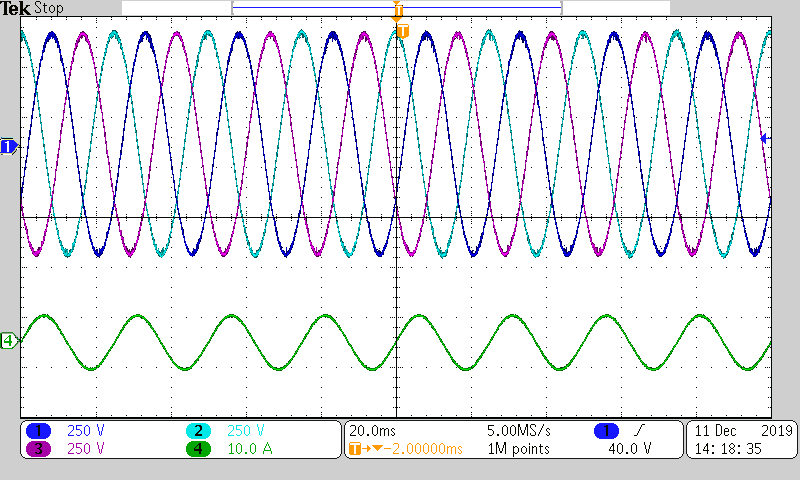 Tek Stop
T
T
1
4
1 250 V 2 250 V 20.0ms 5.00MS/s 1 40.0 V 11 Dec 2019
3 250 V 4 10.0 A T→▼−2.00000ms 1M points 14:18:35